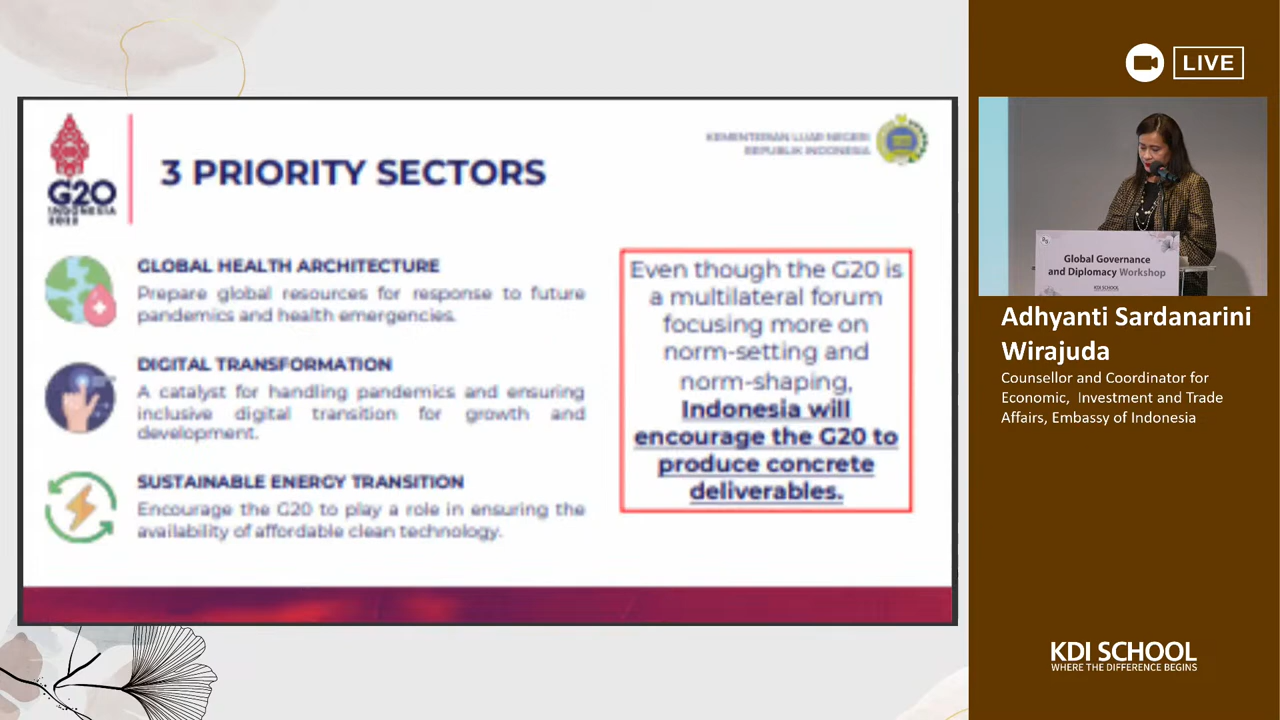 G20
INDONESIA
2022
3 PRIORITY SECTORS
KEMENTERIAN LUAR NEGERI
REPUBLIK INDONESIA
GLOBAL HEALTH ARCHITECTURE
Prepare global resources for response to future
pandemics and health emergencies.
DIGITAL TRANSFORMATION
A catalyst for handling pandemics and ensuring
inclusive digital transition for growth and
development.
SUSTAINABLE ENERGY TRANSITION
Encourage the G20 to play a role in ensuring the
availability of affordable clean technology.
Even though the G20 is
a multilateral forum
focusing more on
norm-setting and
norm-shaping,
Indonesia will
encourage the G20 to
produce concrete
deliverables.
LIVE
Global Governance
and Diplomacy Workshop
KDI SCHOOL
Adhyanti Sardanarini
Wirajuda
Counsellor and Coordinator for
Economic, Investment and Trade
Affairs, Embassy of Indonesia
KDI SCHOOL
WHERE THE DIFFERENCE BEGINS